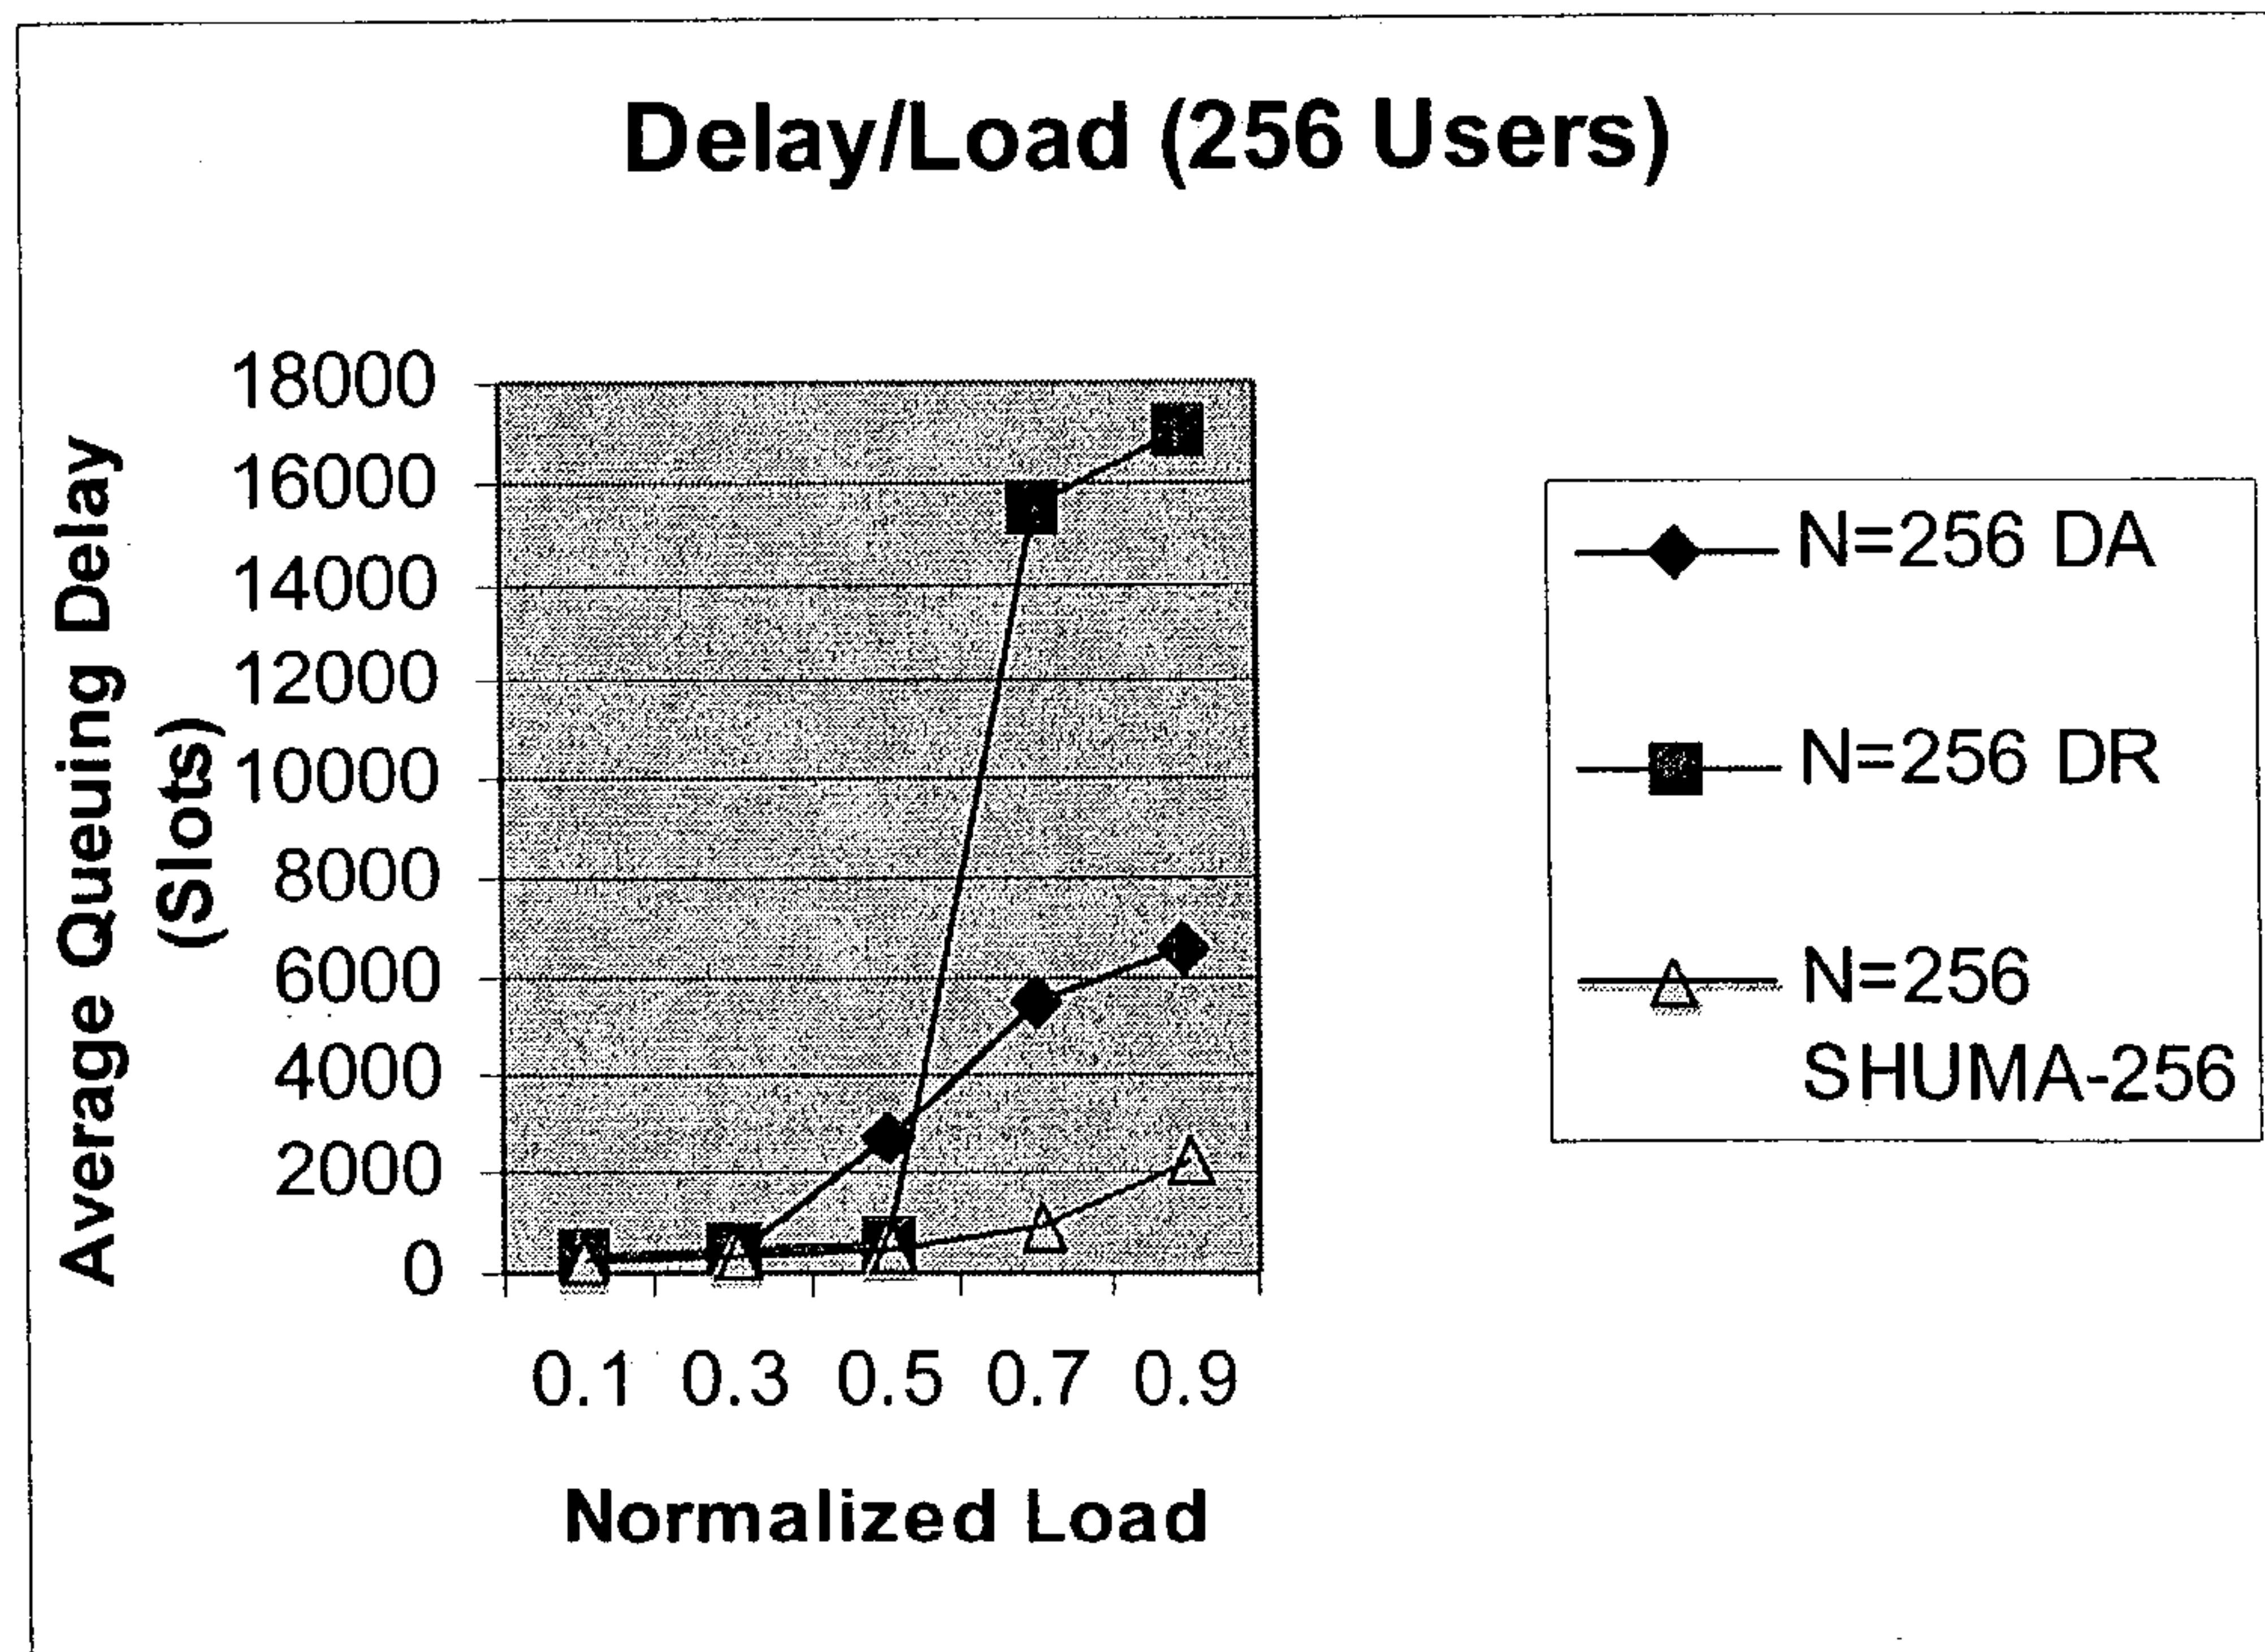 Delay/Load (256 Users)
Average Queuing Delay
(Slots)
18000
16000
14000
12000
10000
8000
6000
4000
2000
0
0.1 0.3 0.5 0.7 0.9
Normalized Load
N=256 DA
N=256 DR
N=256
SHUMA-256